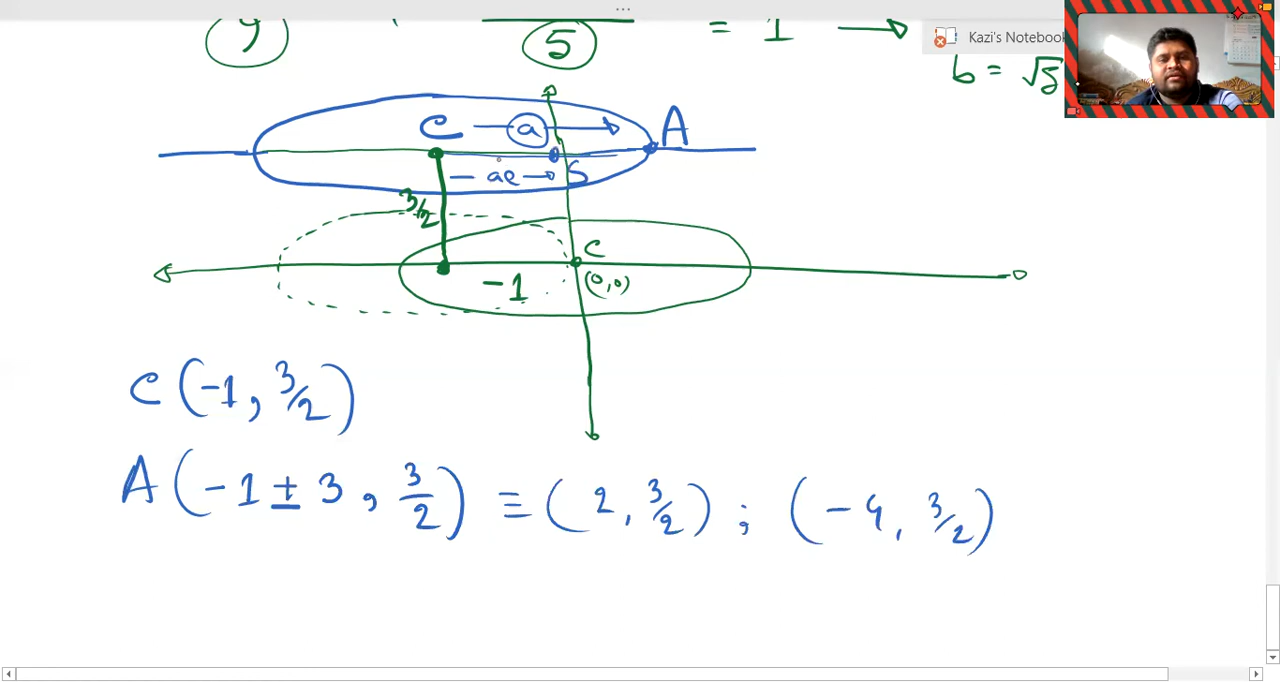 9 5 = 1 →
Kazi's Notebook
b = √5
C — a → A
— ae → S
3/2
C
-1 (0,0)
C (-1, 3/2)
A (-1 ± 3, 3/2) ≡ (2, 3/2) ; (-4, 3/2)